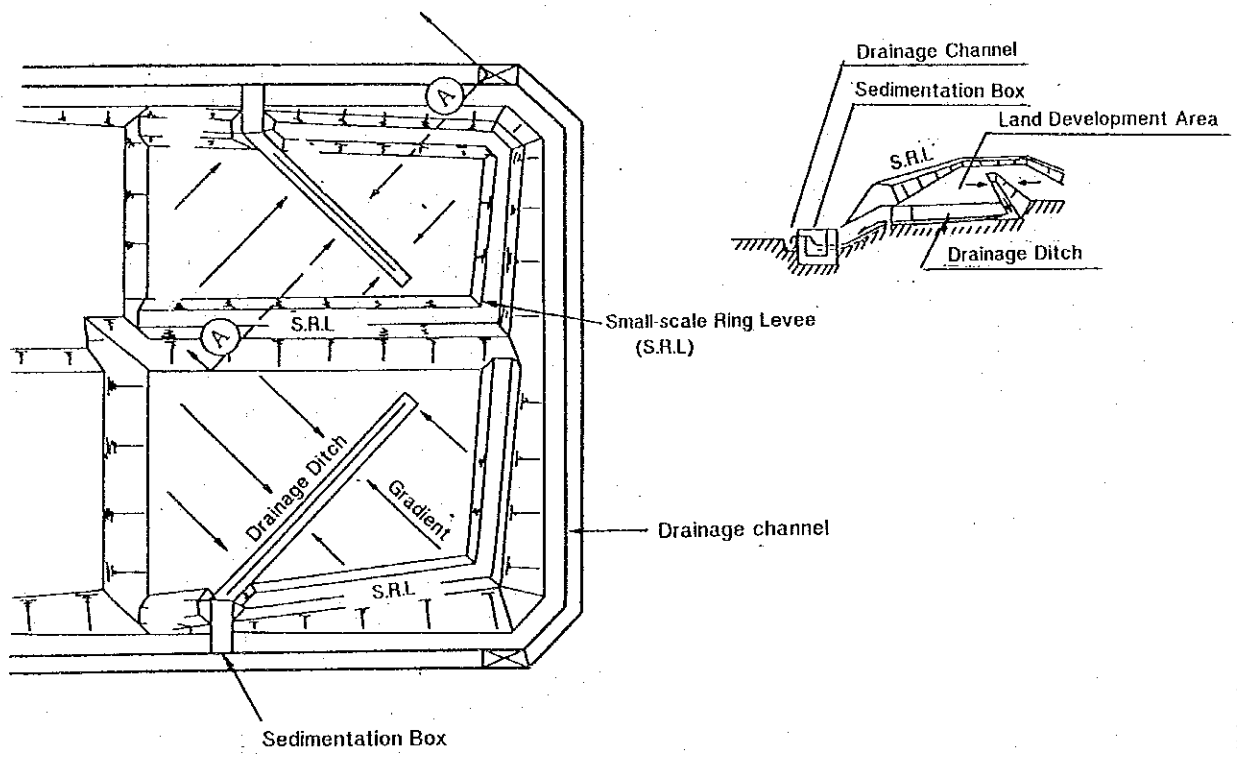 Drainage Channel
Sedimentation Box
Land Development Area
S.R.L
Drainage Ditch
A
S.R.L
A
Small-scale Ring Levee
(S.R.L)
Drainage Ditch
Gradient
Drainage channel
S.R.L
Sedimentation Box